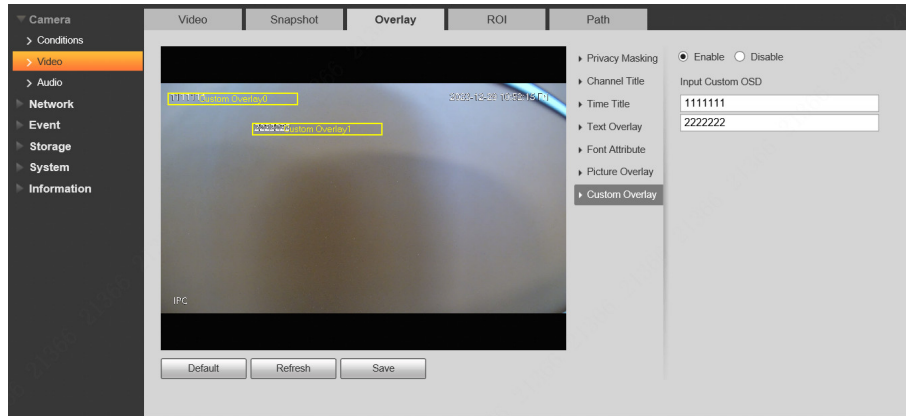 Camera
Conditions
Video
Audio
Network
Event
Storage
System
Information
Video
Snapshot
Overlay
ROI
Path
1111111
Custom Overlay0
2222222
Custom Overlay1
IPC
Default
Refresh
Save
Privacy Masking
Channel Title
Time Title
Text Overlay
Font Attribute
Picture Overlay
Custom Overlay
Enable
Disable
Input Custom OSD
1111111
2222222